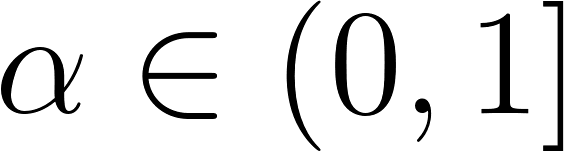 α ∈ (0, 1]